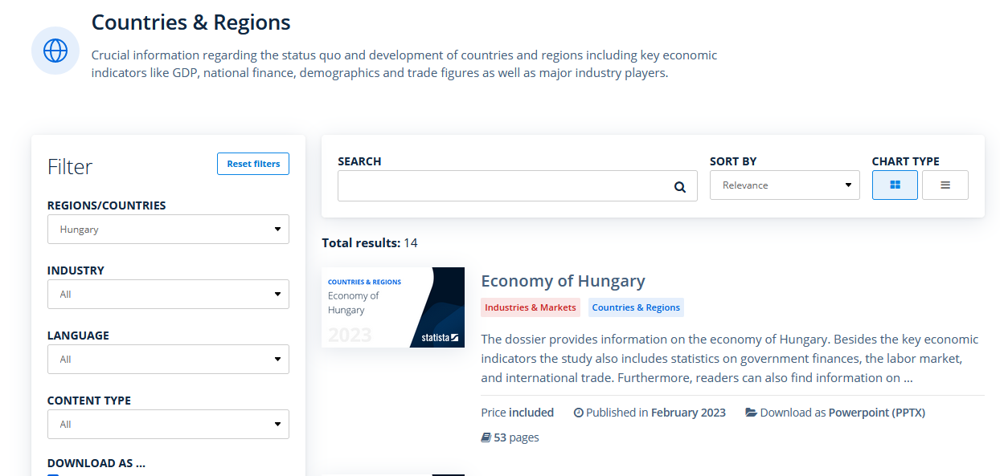 Countries & Regions
Crucial information regarding the status quo and development of countries and regions including key economic
indicators like GDP, national finance, demographics and trade figures as well as major industry players.
Filter
Reset filters
REGIONS/COUNTRIES
Hungary
INDUSTRY
All
LANGUAGE
All
CONTENT TYPE
All
DOWNLOAD AS ...
SEARCH
SORT BY
Relevance
CHART TYPE
Total results: 14
COUNTRIES & REGIONS
Economy of
Hungary
2023
statista
Economy of Hungary
Industries & Markets
Countries & Regions
The dossier provides information on the economy of Hungary. Besides the key economic
indicators the study also includes statistics on government finances, the labor market,
and international trade. Furthermore, readers can also find information on ...
Price included Published in February 2023 Download as Powerpoint (PPTX)
53 pages